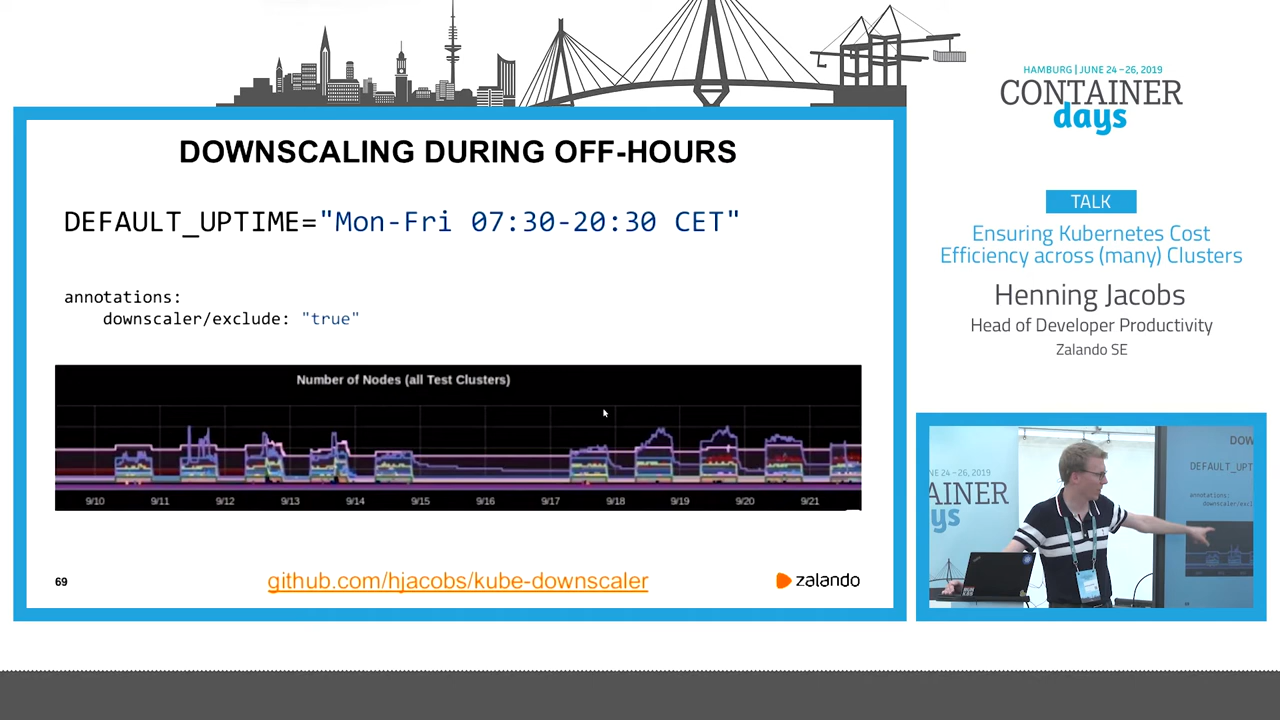 DOWNSCALING DURING OFF-HOURS
DEFAULT_UPTIME="Mon-Fri 07:30-20:30 CET"
annotations:
downscaler/exclude: "true"
Number of Nodes (all Test Clusters)
9/10 9/11 9/12 9/13 9/14 9/15 9/16 9/17 9/18 9/19 9/20 9/21
69
github.com/hjacobs/kube-downscaler
zalando
HAMBURG | JUNE 24 – 26, 2019
CONTAINER
days
TALK
Ensuring Kubernetes Cost
Efficiency across (many) Clusters
Henning Jacobs
Head of Developer Productivity
Zalando SE
NE 24 – 26, 2019
AINER
ys
DOW
DEFAULT_UPT
annotations:
downscaler/excl